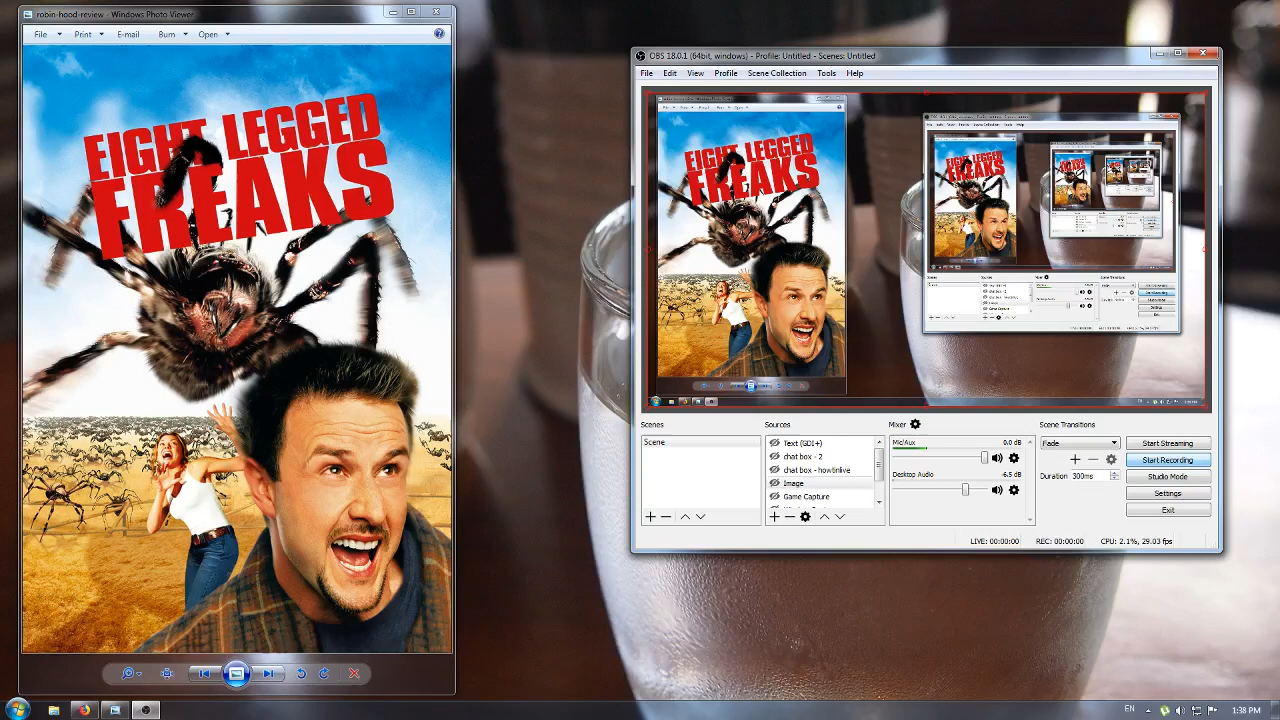 robin-hood-review - Windows Photo Viewer
File Print E-mail Burn Open
EIGHT LEGGED
FREAKS
OBS 18.0.1 (64bit, windows) - Profile: Untitled - Scenes: Untitled
File Edit View Profile Scene Collection Tools Help
EIGHT LEGGED
FREAKS
FREAKS
Scenes
Scene
Sources
Text (GDI+)
chat box - 2
chat box - howtinlive
Image
Game Capture
Mixer
Mic/Aux 0.0 dB
Desktop Audio -6.5 dB
Scene Transitions
Fade
Duration 300ms
Start Streaming
Start Recording
Studio Mode
Settings
Exit
LIVE: 00:00:00 REC: 00:00:00 CPU: 2.1%, 29.03 fps
EN 1:38 PM